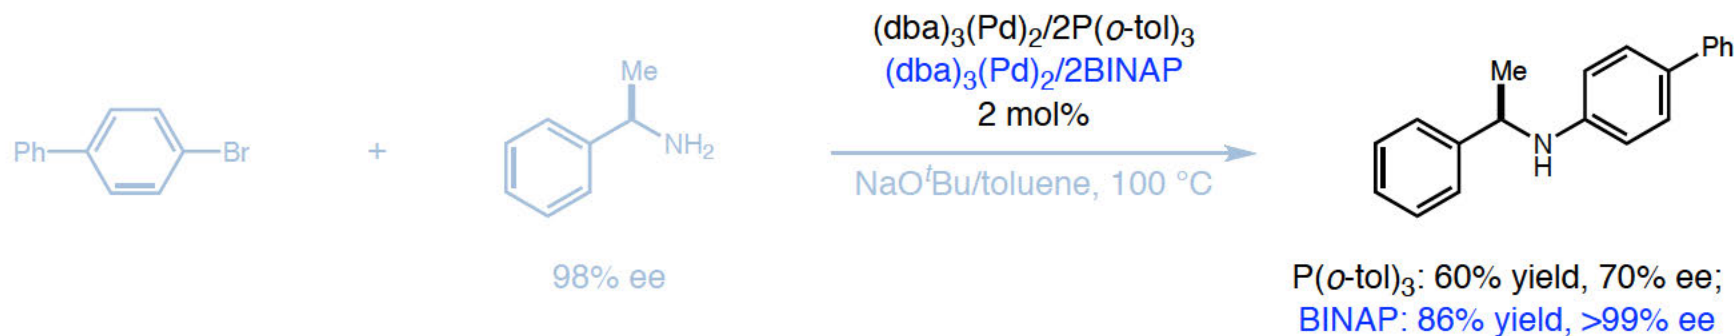 (dba)₃(Pd)₂/2P(o-tol)₃
(dba)₃(Pd)₂/2BINAP
2 mol%
NaOᵗBu/toluene, 100 °C
Ph
Br
+
Me
NH₂
98% ee
Me
N
H
Ph
P(o-tol)₃: 60% yield, 70% ee;
BINAP: 86% yield, >99% ee